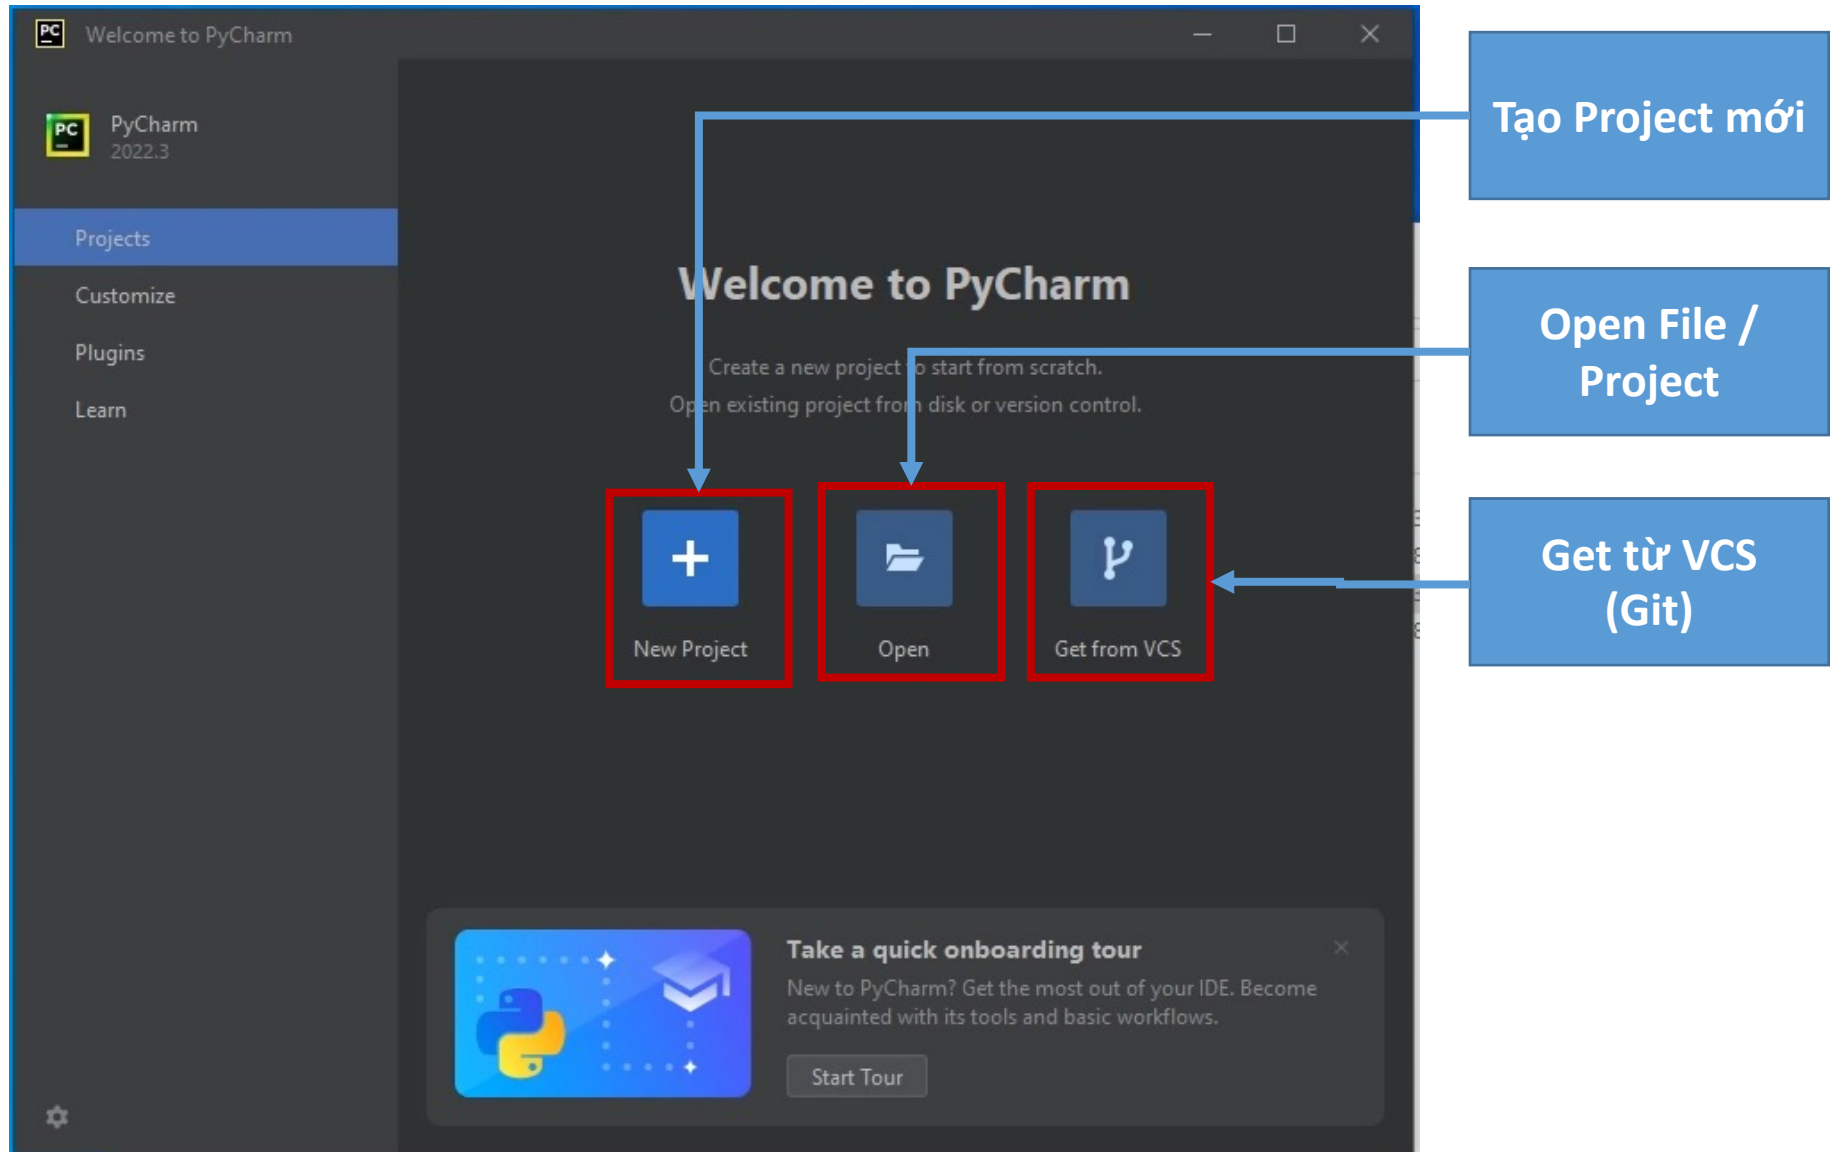 PC Welcome to PyCharm
PC PyCharm
2022.3
Projects
Customize
Plugins
Learn
Welcome to PyCharm
Create a new project to start from scratch.
Open existing project from disk or version control.
New Project
Open
Get from VCS
Take a quick onboarding tour
New to PyCharm? Get the most out of your IDE. Become
acquainted with its tools and basic workflows.
Start Tour
Tạo Project mới
Open File /
Project
Get từ VCS
(Git)